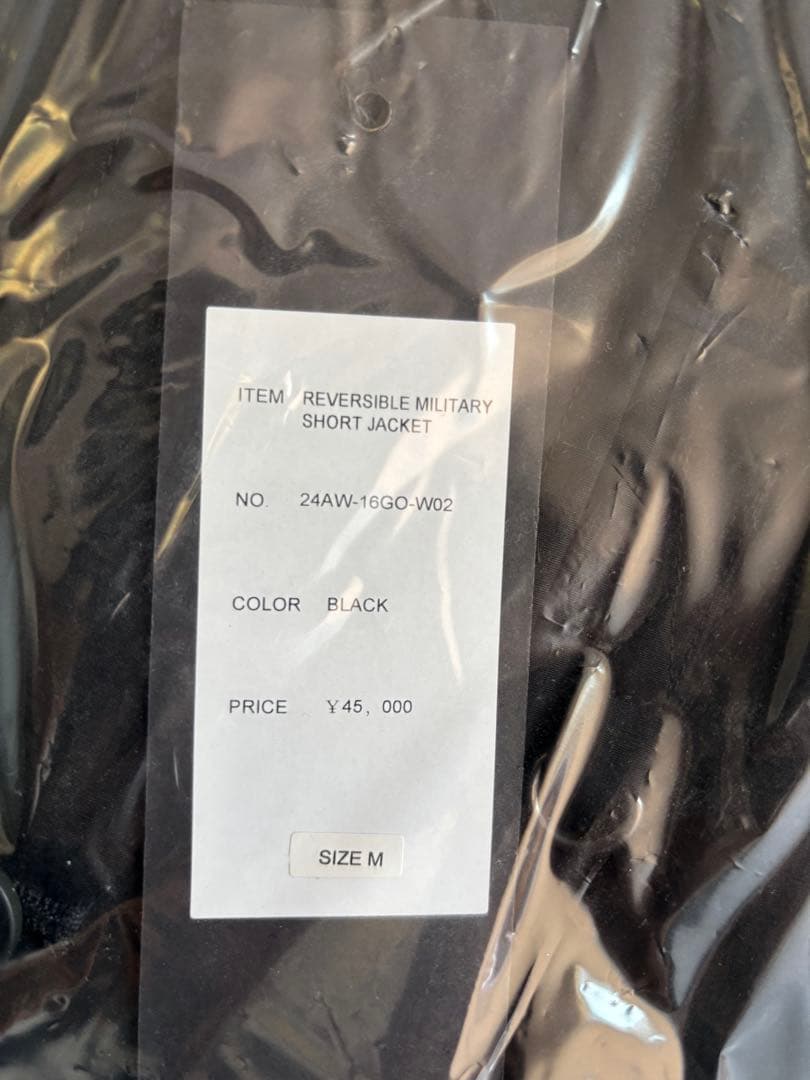 ITEM REVERSIBLE MILITARY
SHORT JACKET
NO. 24AW-16GO-W02
COLOR BLACK
PRICE ￥45, 000
SIZE M